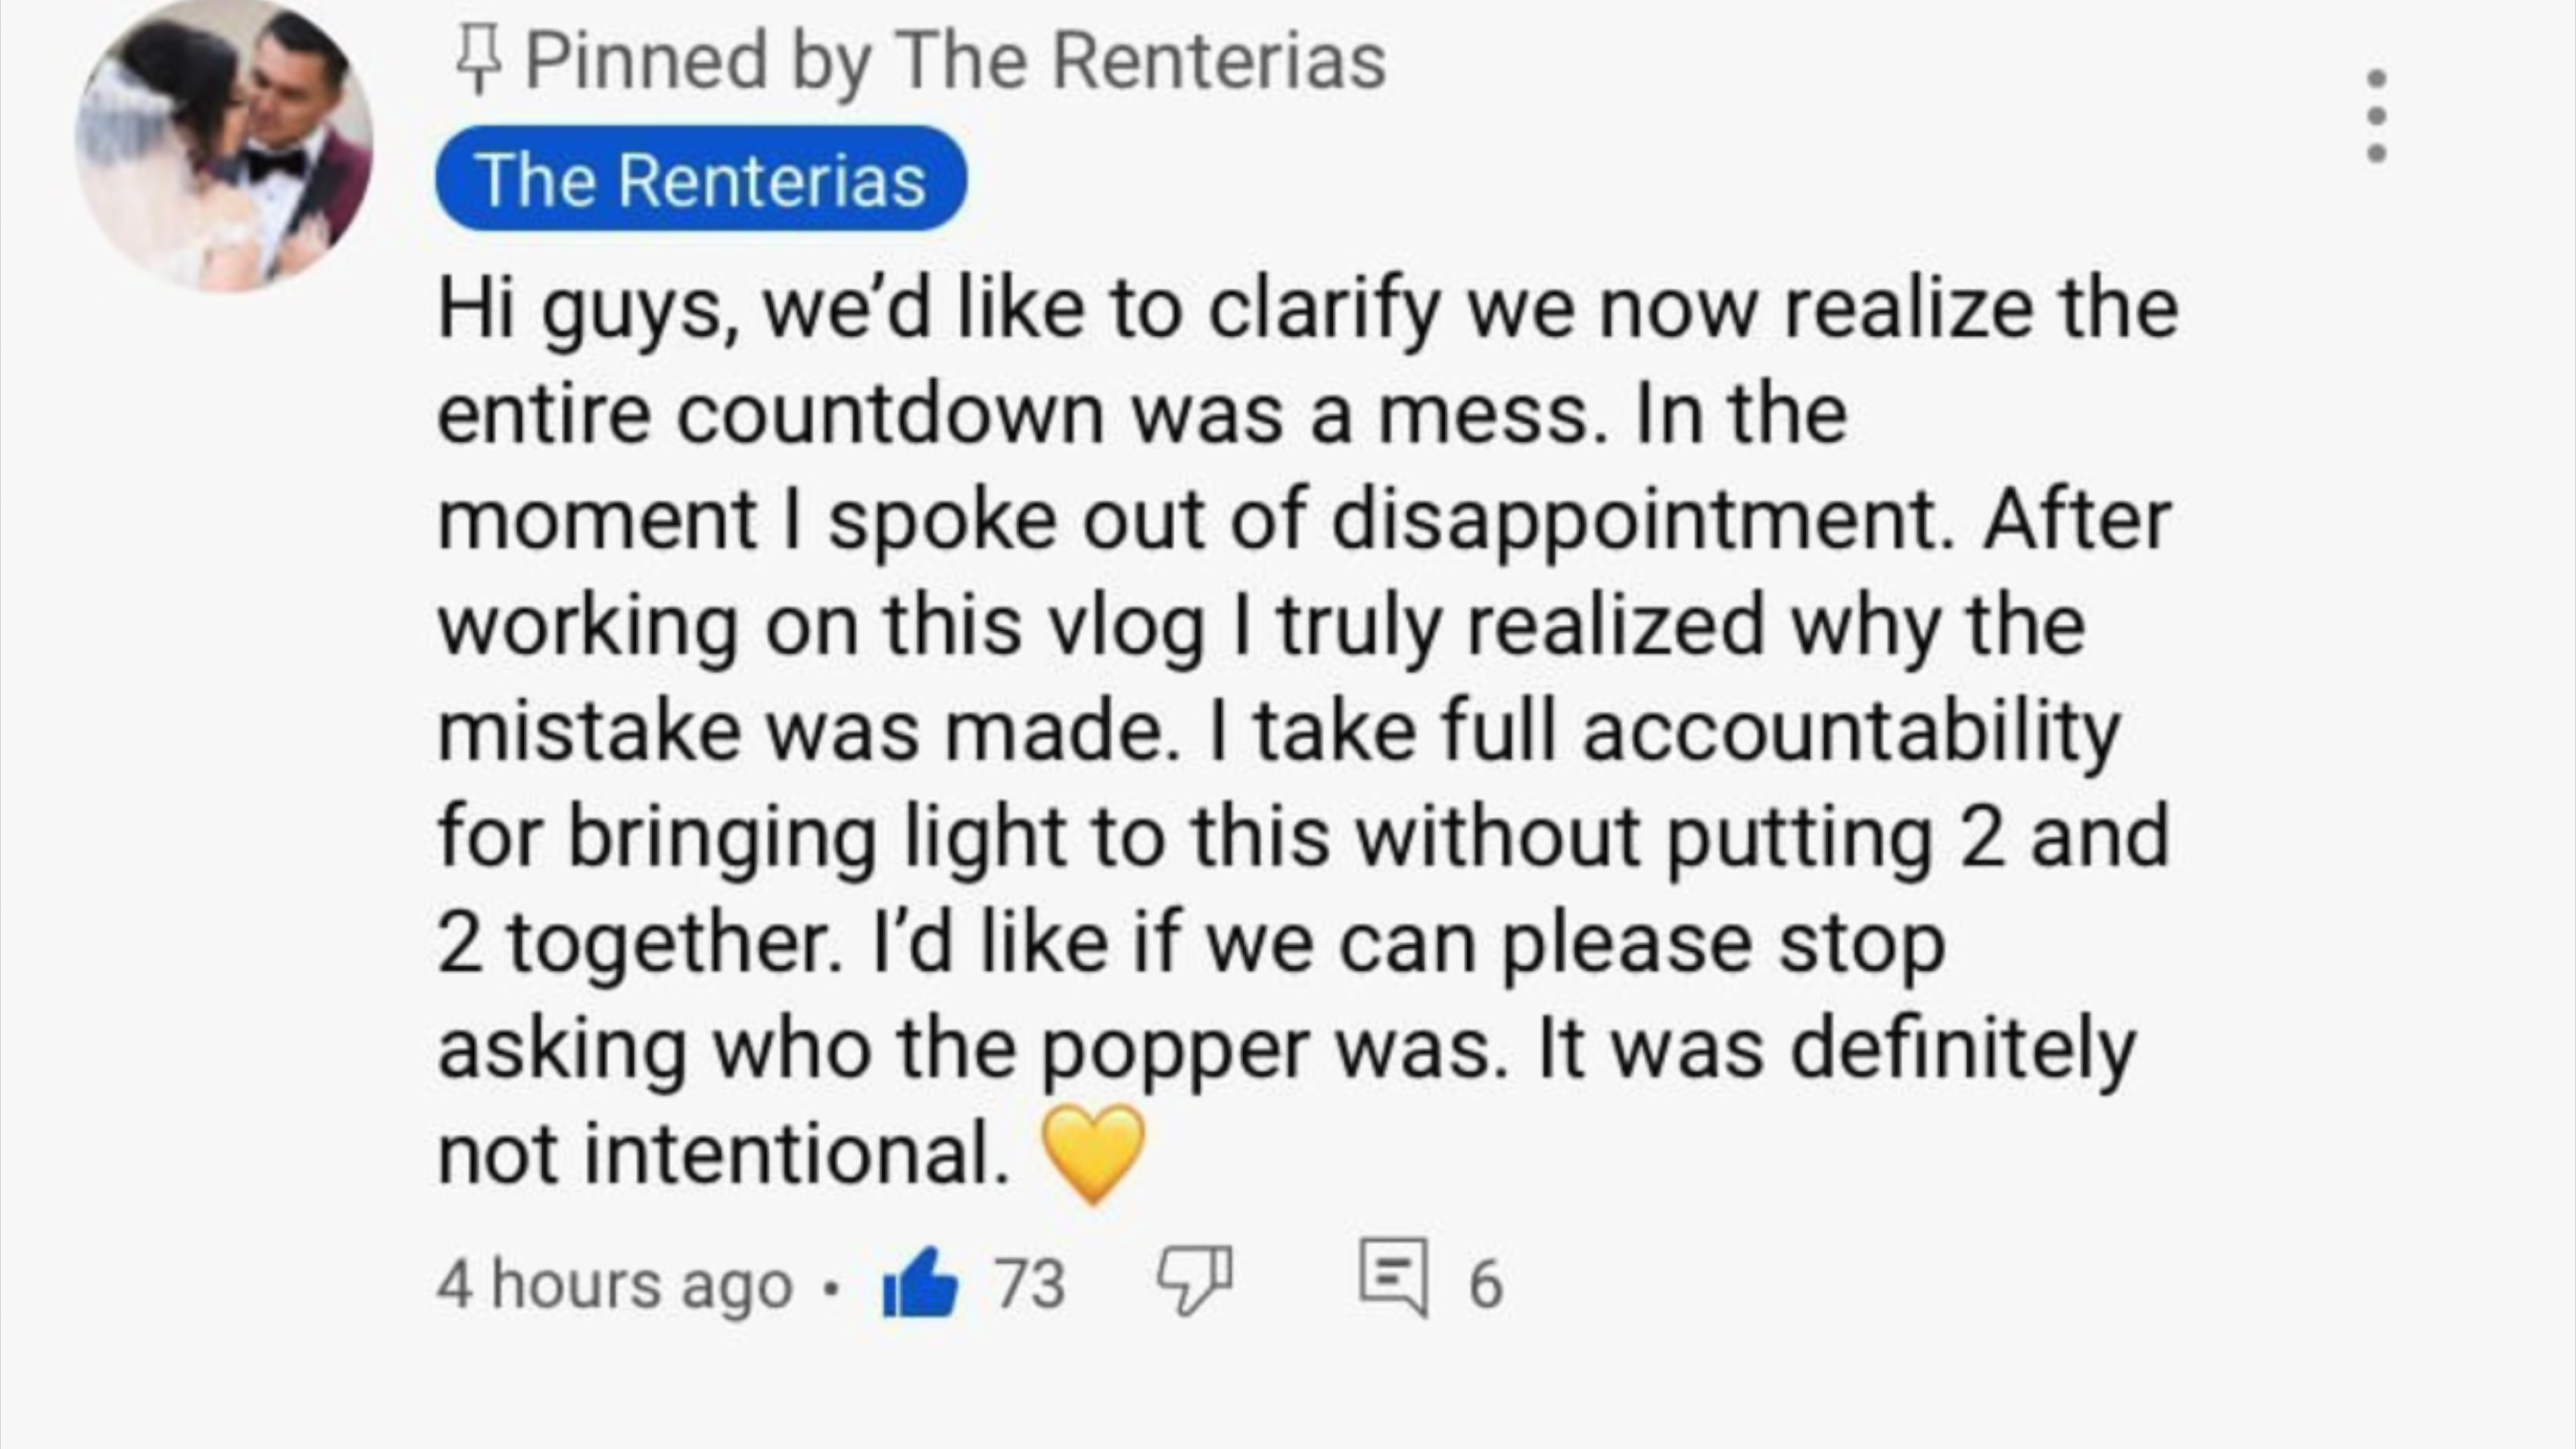 Pinned by The Renterias
The Renterias
Hi guys, we’d like to clarify we now realize the
entire countdown was a mess. In the
moment I spoke out of disappointment. After
working on this vlog I truly realized why the
mistake was made. I take full accountability
for bringing light to this without putting 2 and
2 together. I’d like if we can please stop
asking who the popper was. It was definitely
not intentional. 💛
4 hours ago • 73 6